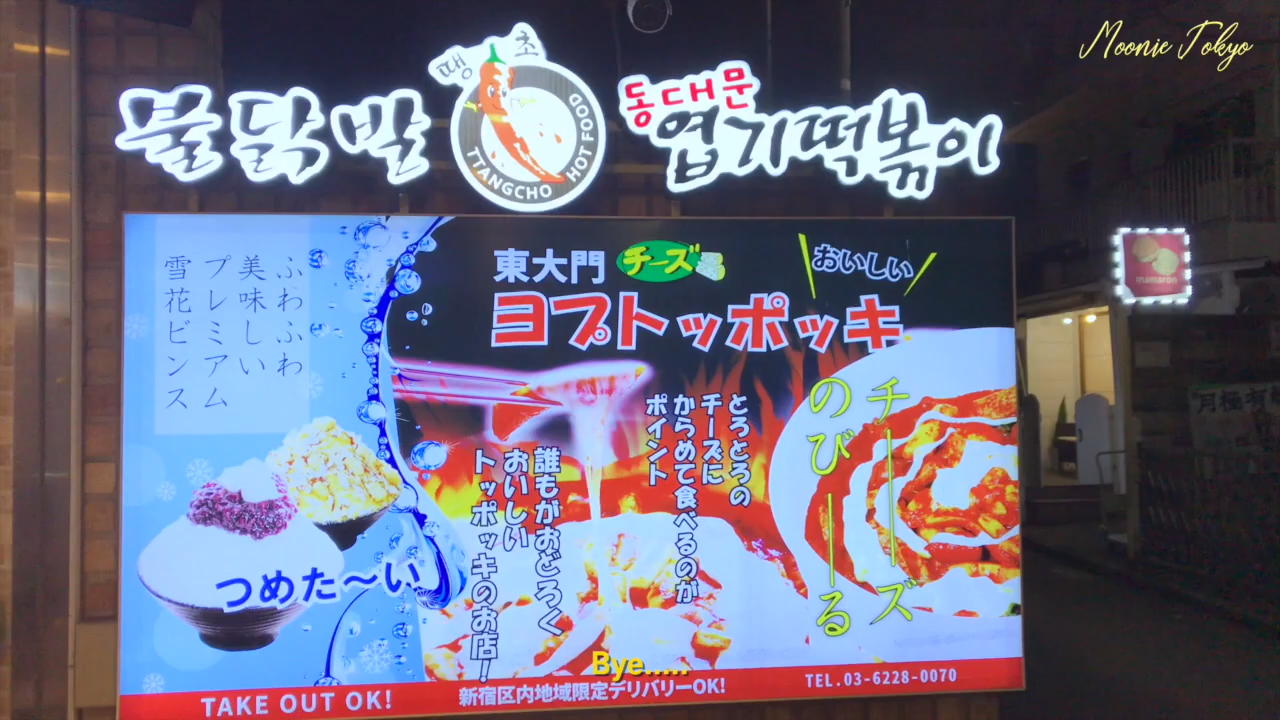 Moonie Tokyo
땡초
불닭발
TTANGCHO HOT FOOD
동대문
엽기떡볶이
mamaron
月極有
ふわふわ
美味しい
プレミアム
雪花ビンス
東大門
チーズ
おいしい
ヨプトッポッキ
チーーズ
のびーーる
とろとろの
チーズに
からめて食べるのが
ポイント
誰もがおどろく
おいしい
トッポッキのお店!
つめた〜い
Bye.....
TAKE OUT OK!
新宿区内地域限定デリバリーOK!
TEL.03-6228-0070